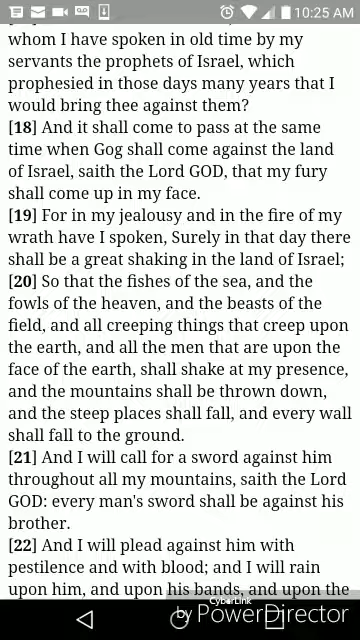 10:25 AM
whom I have spoken in old time by my
servants the prophets of Israel, which
prophesied in those days many years that I
would bring thee against them?
[18] And it shall come to pass at the same
time when Gog shall come against the land
of Israel, saith the Lord GOD, that my fury
shall come up in my face.
[19] For in my jealousy and in the fire of my
wrath have I spoken, Surely in that day there
shall be a great shaking in the land of Israel;
[20] So that the fishes of the sea, and the
fowls of the heaven, and the beasts of the
field, and all creeping things that creep upon
the earth, and all the men that are upon the
face of the earth, shall shake at my presence,
and the mountains shall be thrown down,
and the steep places shall fall, and every wall
shall fall to the ground.
[21] And I will call for a sword against him
throughout all my mountains, saith the Lord
GOD: every man's sword shall be against his
brother.
[22] And I will plead against him with
pestilence and with blood; and I will rain
upon him, and upon his bands, and upon the
CyberLink
by PowerDirector